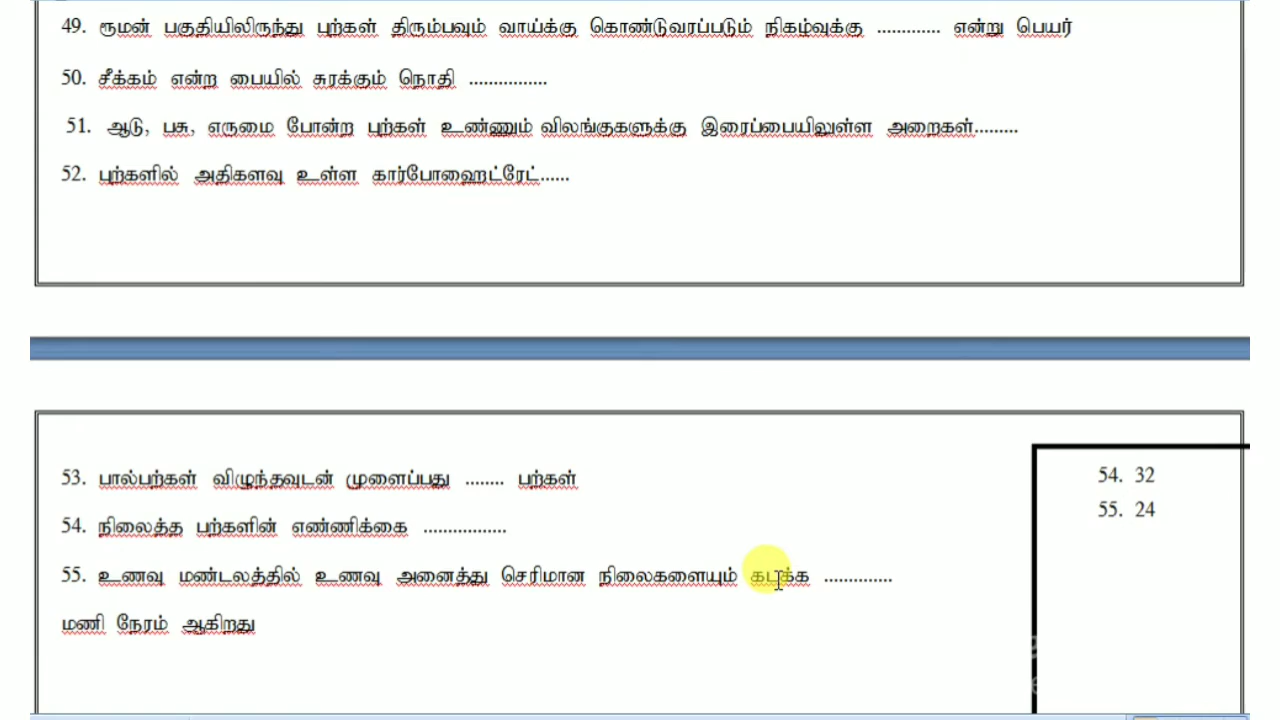 49. ரூமன் பகுதியிலிருந்து புற்கள் திரும்பவும் வாய்க்கு கொண்டுவரப்படும் நிகழ்வுக்கு ............ என்று பெயர்
50. சீக்கம் என்ற பையில் சுரக்கும் நொதி ...............
51. ஆடு, பசு, எருமை போன்ற புற்கள் உண்ணும் விலங்குகளுக்கு இரைப்பையிலுள்ள அறைகள்.........
52. புற்களில் அதிகளவு உள்ள கார்போஹைட்ரேட்......
53. பால்பற்கள் விழுந்தவுடன் முளைப்பது ........ பற்கள்
54. நிலைத்த பற்களின் எண்ணிக்கை ................
55. உணவு மண்டலத்தில் உணவு அனைத்து செரிமான நிலைகளையும் கடக்க .............
மணி நேரம் ஆகிறது
54. 32
55. 24